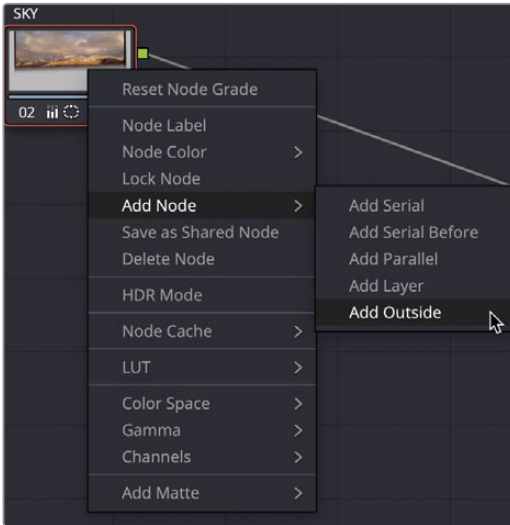 SKY
02
Reset Node Grade
Node Label
Node Color
Lock Node
Add Node
Save as Shared Node
Delete Node
HDR Mode
Node Cache
LUT
Color Space
Gamma
Channels
Add Matte
Add Serial
Add Serial Before
Add Parallel
Add Layer
Add Outside